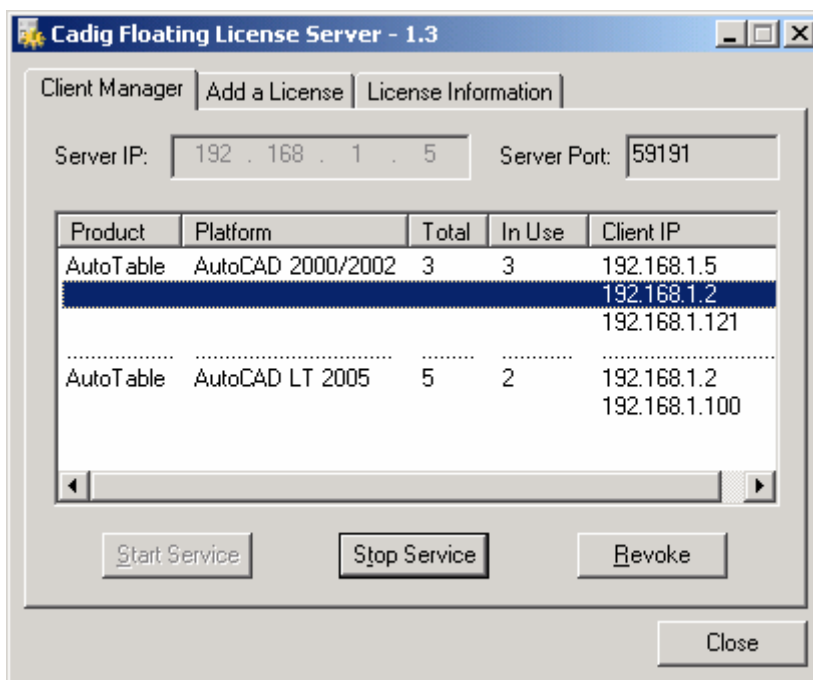 Cadig Floating License Server - 1.3
Client Manager Add a License License Information
Server IP: 192 . 168 . 1 . 5 Server Port: 59191
Product Platform Total In Use Client IP
AutoTable AutoCAD 2000/2002 3 3 192.168.1.5
192.168.1.2
192.168.1.121
AutoTable AutoCAD LT 2005 5 2 192.168.1.2
192.168.1.100
Start Service Stop Service Revoke
Close